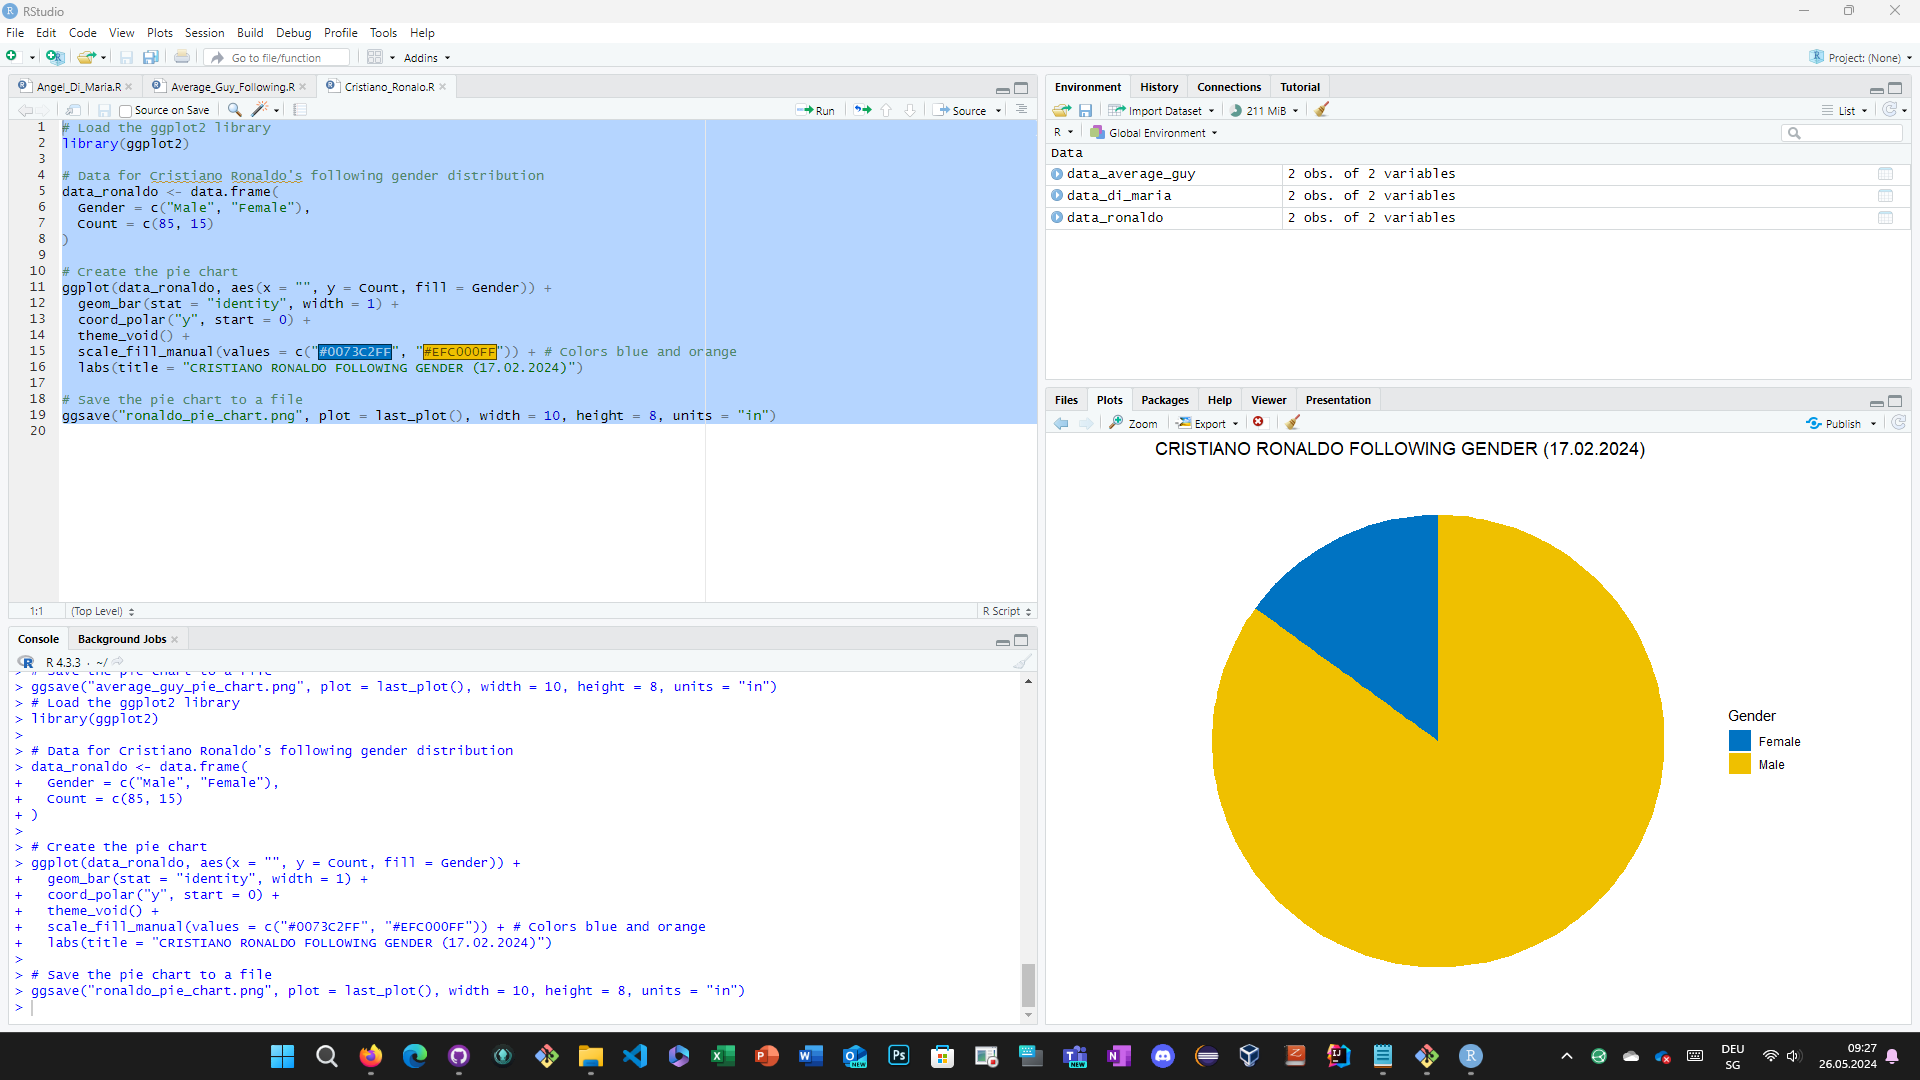 RStudio
File Edit Code View Plots Session Build Debug Profile Tools Help
Go to file/function Addins Project: (None)
Angel_Di_Maria.R Average_Guy_Following.R Cristiano_Ronalo.R
Source on Save Run Source
1 # Load the ggplot2 library
2 library(ggplot2)
3
4 # Data for Cristiano Ronaldo's following gender distribution
5 data_ronaldo <- data.frame(
6   Gender = c("Male", "Female"),
7   Count = c(85, 15)
8 )
9
10 # Create the pie chart
11 ggplot(data_ronaldo, aes(x = "", y = Count, fill = Gender)) +
12   geom_bar(stat = "identity", width = 1) +
13   coord_polar("y", start = 0) +
14   theme_void() +
15   scale_fill_manual(values = c("#0073C2FF", "#EFC000FF")) + # Colors blue and orange
16   labs(title = "CRISTIANO RONALDO FOLLOWING GENDER (17.02.2024)")
17
18 # Save the pie chart to a file
19 ggsave("ronaldo_pie_chart.png", plot = last_plot(), width = 10, height = 8, units = "in")
20
1:1 (Top Level) R Script
Console Background Jobs
R 4.3.3 · ~/
> # Save the pie chart to a file
> ggsave("average_guy_pie_chart.png", plot = last_plot(), width = 10, height = 8, units = "in")
> # Load the ggplot2 library
> library(ggplot2)
>
> # Data for Cristiano Ronaldo's following gender distribution
> data_ronaldo <- data.frame(
+   Gender = c("Male", "Female"),
+   Count = c(85, 15)
+ )
>
> # Create the pie chart
> ggplot(data_ronaldo, aes(x = "", y = Count, fill = Gender)) +
+   geom_bar(stat = "identity", width = 1) +
+   coord_polar("y", start = 0) +
+   theme_void() +
+   scale_fill_manual(values = c("#0073C2FF", "#EFC000FF")) + # Colors blue and orange
+   labs(title = "CRISTIANO RONALDO FOLLOWING GENDER (17.02.2024)")
>
> # Save the pie chart to a file
> ggsave("ronaldo_pie_chart.png", plot = last_plot(), width = 10, height = 8, units = "in")
>
Environment History Connections Tutorial
Import Dataset 211 MiB List
R Global Environment
Data
data_average_guy 2 obs. of 2 variables
data_di_maria 2 obs. of 2 variables
data_ronaldo 2 obs. of 2 variables
Files Plots Packages Help Viewer Presentation
Zoom Export Publish
CRISTIANO RONALDO FOLLOWING GENDER (17.02.2024)
Gender
Female
Male
DEU 09:27
SG 26.05.2024